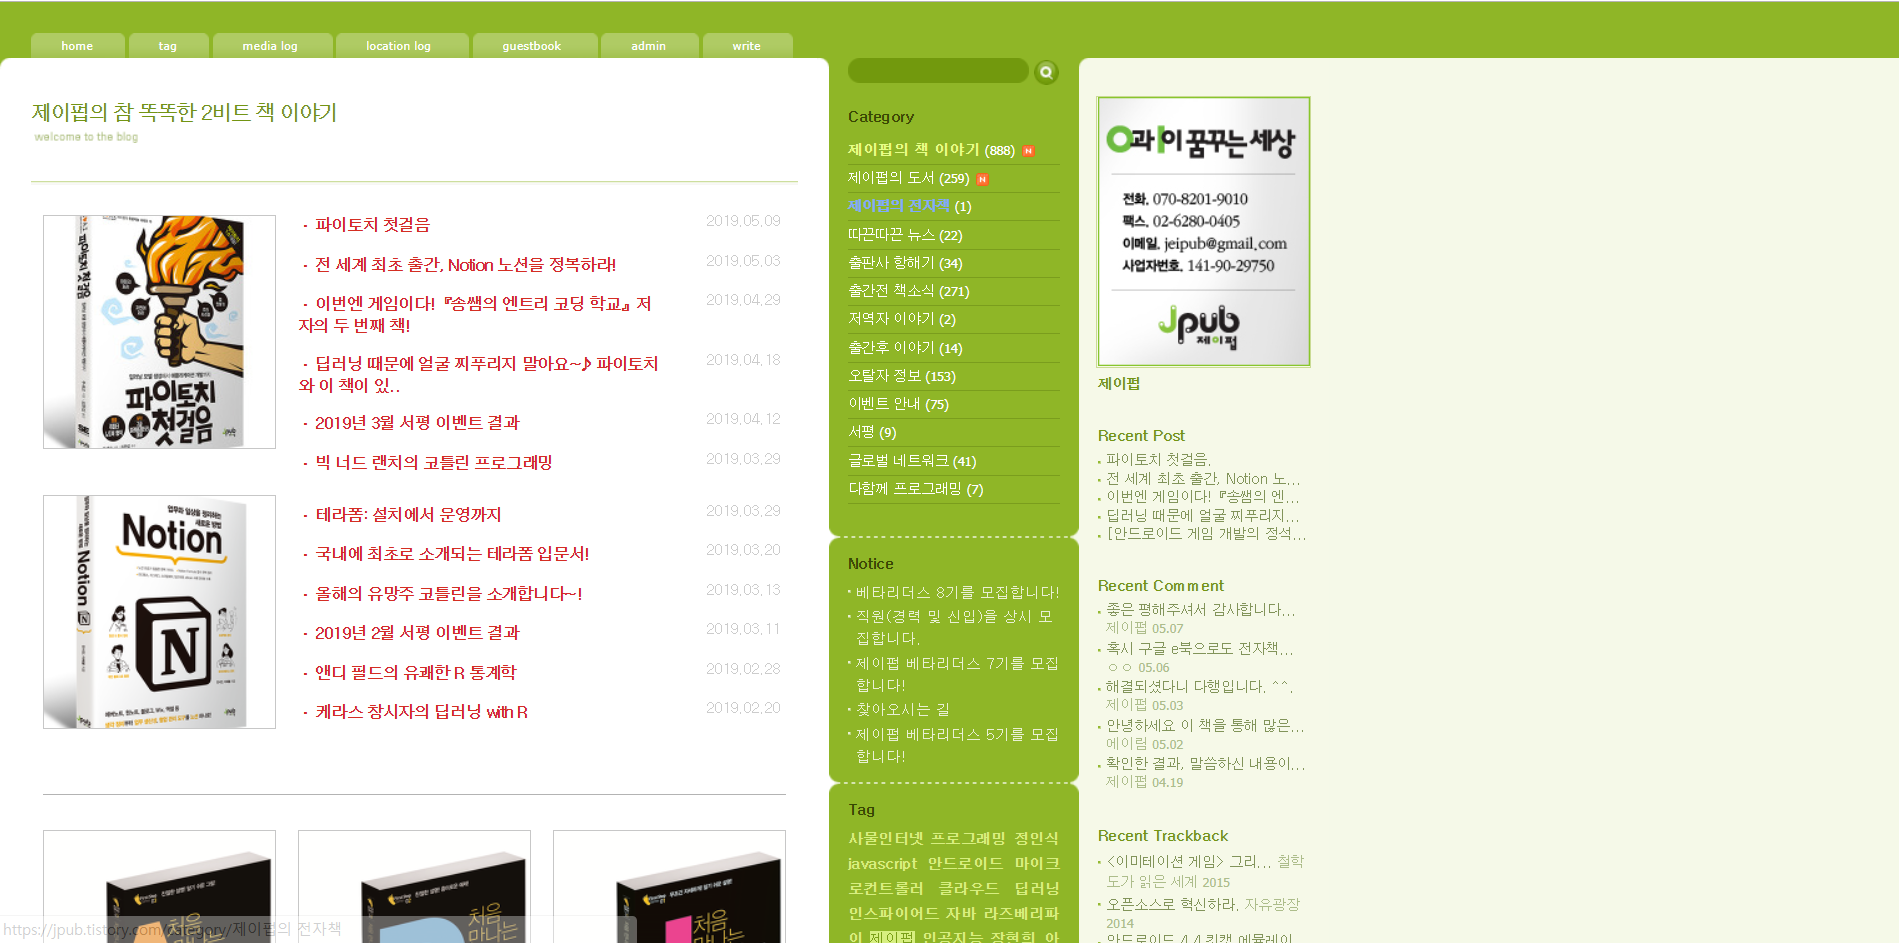 home tag media log location log guestbook admin write
제이펍의 참 똑똑한 2비트 책 이야기
welcome to the blog
파이토치 첫걸음
Notion
· 파이토치 첫걸음 2019.05.09
· 전 세계 최초 출간, Notion 노션을 정복하라! 2019.05.03
· 이번엔 게임이다! 『송쌤의 엔트리 코딩 학교』 저 2019.04.29
자의 두 번째 책!
· 딥러닝 때문에 얼굴 찌푸리지 말아요~♪ 파이토치 2019.04.18
와 이 책이 있..
· 2019년 3월 서평 이벤트 결과 2019.04.12
· 빅 너드 랜치의 코틀린 프로그래밍 2019.03.29
· 테라폼: 설치에서 운영까지 2019.03.29
· 국내에 최초로 소개되는 테라폼 입문서! 2019.03.20
· 올해의 유망주 코틀린을 소개합니다~! 2019.03.13
· 2019년 2월 서평 이벤트 결과 2019.03.11
· 앤디 필드의 유쾌한 R 통계학 2019.02.28
· 케라스 창시자의 딥러닝 with R 2019.02.20
처음
만나는
처음
만나는
처음
만나는
https://jpub.tistory.com/category/제이펍의 전자책
Category
제이펍의 책 이야기 (888) N
제이펍의 도서 (259) N
제이펍의 전자책 (1)
따끈따끈 뉴스 (22)
출판사 항해기 (34)
출간전 책소식 (271)
저역자 이야기 (2)
출간후 이야기 (14)
오탈자 정보 (153)
이벤트 안내 (75)
서평 (9)
글로벌 네트워크 (41)
다함께 프로그래밍 (7)
Notice
베타리더스 8기를 모집합니다!
직원(경력 및 신입)을 상시 모
집합니다.
제이펍 베타리더스 7기를 모집
합니다!
찾아오시는 길
제이펍 베타리더스 5기를 모집
합니다!
Tag
사물인터넷 프로그래밍 정인식
javascript 안드로이드 마이크
로컨트롤러 클라우드 딥러닝
인스파이어드 자바 라즈베리파
이 제이펍 인공지능 장현희 아
O과 I이 꿈꾸는 세상
전화. 070-8201-9010
팩스. 02-6280-0405
이메일. jeipub@gmail.com
사업자번호. 141-90-29750
Jpub
제이펍
제이펍
Recent Post
파이토치 첫걸음.
전 세계 최초 출간, Notion 노...
이번엔 게임이다! 『송쌤의 엔...
딥러닝 때문에 얼굴 찌푸리지...
[안드로이드 게임 개발의 정석...
Recent Comment
좋은 평해주셔서 감사합니다...
제이펍 05.07
혹시 구글 e북으로도 전자책...
ㅇㅇ 05.06
해결되셨다니 다행입니다. ^^.
제이펍 05.03
안녕하세요 이 책을 통해 많은...
에이럼 05.02
확인한 결과, 말씀하신 내용이...
제이펍 04.19
Recent Trackback
<이미테이션 게임> 그리... 철학
도가 읽은 세계 2015
오픈소스로 혁신하라. 자유광장
2014
안드로이드 4.4 킷캣 에뮬레이...